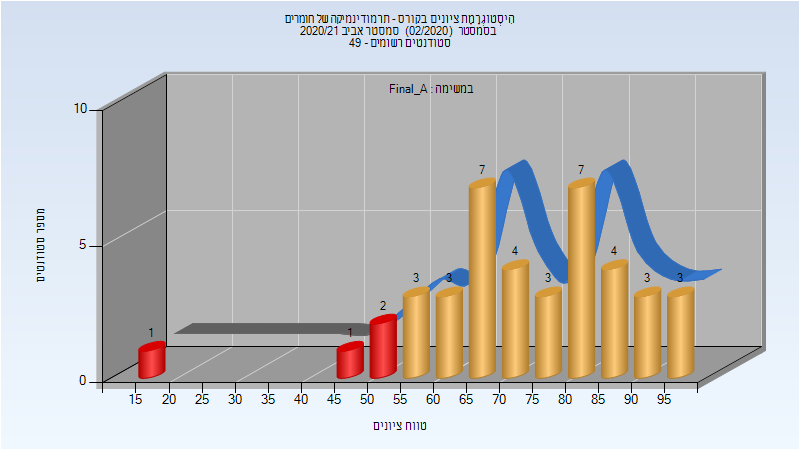 היסטוגרמת ציונים בקורס - תרמודינמיקה של חומרים
בסמסטר (02/2020) סמסטר אביב 2020/21
סטודנטים רשומים - 49
במשימה : Final_A
10
5
0
מספר סטודנטים
1 1 2 3 3 7 4 3 7 4 3 3
15 20 25 30 35 40 45 50 55 60 65 70 75 80 85 90 95
טווח ציונים